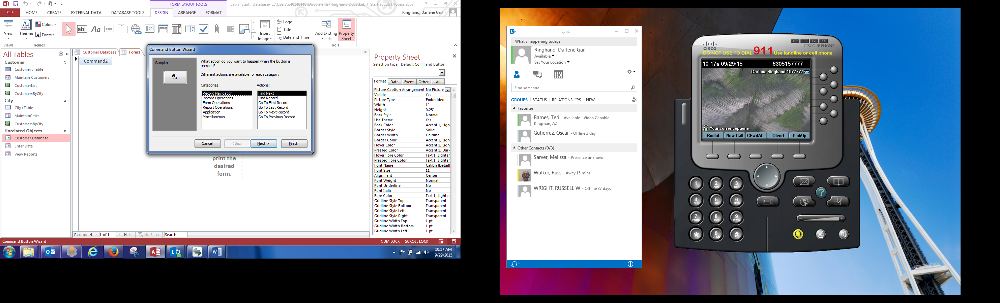 FORM LAYOUT TOOLS
Lab 7_Start : Database- C:\Users\d40148448\Documents\Ringhand Docs\Lab 7_Start.accdb (Access 2007...
FILE HOME CREATE EXTERNAL DATA DATABASE TOOLS DESIGN ARRANGE FORMAT
Ringhand, Darlene Gail
View
Views
Themes
Colors
Fonts
Themes
Insert Image
Logo
Title
Date and Time
Add Existing Fields
Property Sheet
Tools
All Tables
Customer
Customer : Table
Maintain Customers
CustomerList
CustomersByCity
City
City : Table
MaintainCities
CustomersByCity
Unrelated Objects
Customer Database
Enter Data
View Reports
Customer Database
Form1
Command2
Command Button Wizard
Sample:
What action do you want to happen when the button is
pressed?
Different actions are available for each category.
Categories:
Record Navigation
Record Operations
Form Operations
Report Operations
Application
Miscellaneous
Actions:
Find Next
Find Record
Go To First Record
Go To Last Record
Go To Next Record
Go To Previous Record
Cancel
< Back
Next >
Finish
print the
desired
form.
Property Sheet
Selection type: Default Command Button
Format Data Event Other All
Picture Caption Arrangement No Picture
Visible Yes
Picture Type Embedded
Width 1"
Height 0.25"
Back Style Normal
Use Theme Yes
Back Color Accent 1, Ligh
Border Style Solid
Border Width Hairline
Border Color Accent 1, Ligh
Hover Color Accent 1, Ligh
Pressed Color Accent 1, Dark
Hover Fore Color Text 1, Lighter
Pressed Fore Color Text 1, Lighter
Font Name Calibri (Detail)
Font Size 11
Alignment Center
Font Weight Normal
Font Underline No
Font Italic No
Fore Color Text 1, Lighter
Gridline Style Top Transparent
Gridline Style Bottom Transparent
Gridline Style Left Transparent
Gridline Style Right Transparent
Gridline Width Top 1 pt
Gridline Width Bottom 1 pt
Gridline Width Left 1 pt
Record: 1 of 1 No Filter Search
Command Button Wizard
NUM LOCK SCROLL LOCK
10:17 AM
9/29/2015
Lync
What's happening today?
Ringhand, Darlene Gail
Available
Set Your Location
Find someone
GROUPS STATUS RELATIONSHIPS NEW
Favorites
Barnes, Teri - Available - Video Capable
Kingman, AZ
Gutierrez, Oscar - Offline 1 day
Other Contacts (0/3)
Sarver, Melissa - Presence unknown
Walker, Russ - Away 15 mins
WRIGHT, RUSSELL W - Offline 37 days
CISCO
CISCO IP PHONE
DO NOT USE TO DIAL 911 Use landline or cell phone
10 17a 09/29/15 6305157777
Darlene Ringhand-1977777
Your current options
Redial New Call CFwdALL iDivert PickUp
1
2 ABC
3 DEF
4 GHI
5 JKL
6 MNO
7 PQRS
8 TUV
9 WXYZ
*
0 OPER
#